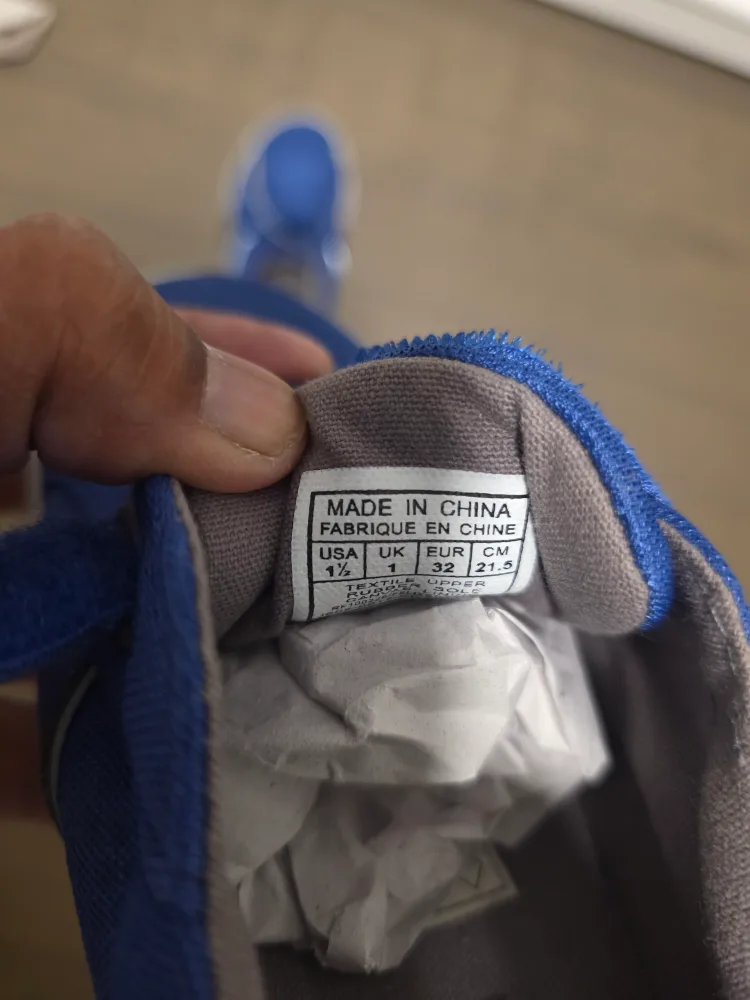 MADE IN CHINA
FABRIQUE EN CHINE
USA UK EUR CM
1½ 1 32 21.5
TEXTILE UPPER
RUBBER SOLE